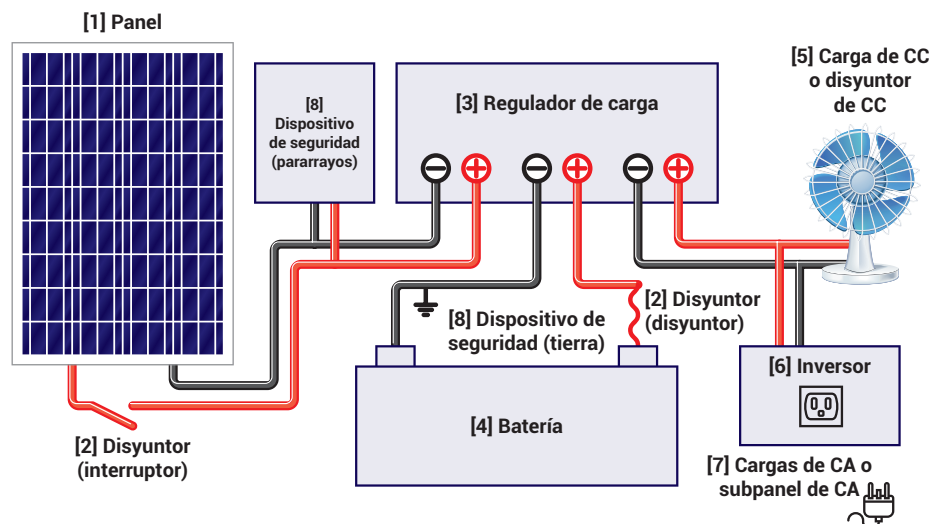 [1] Panel
[8]
Dispositivo
de seguridad
(pararrayos)
[3] Regulador de carga
[5] Carga de CC
o disyuntor
de CC
[2] Disyuntor
(disyuntor)
[8] Dispositivo de
seguridad (tierra)
[6] Inversor
[4] Batería
[2] Disyuntor
(interruptor)
[7] Cargas de CA o
subpanel de CA